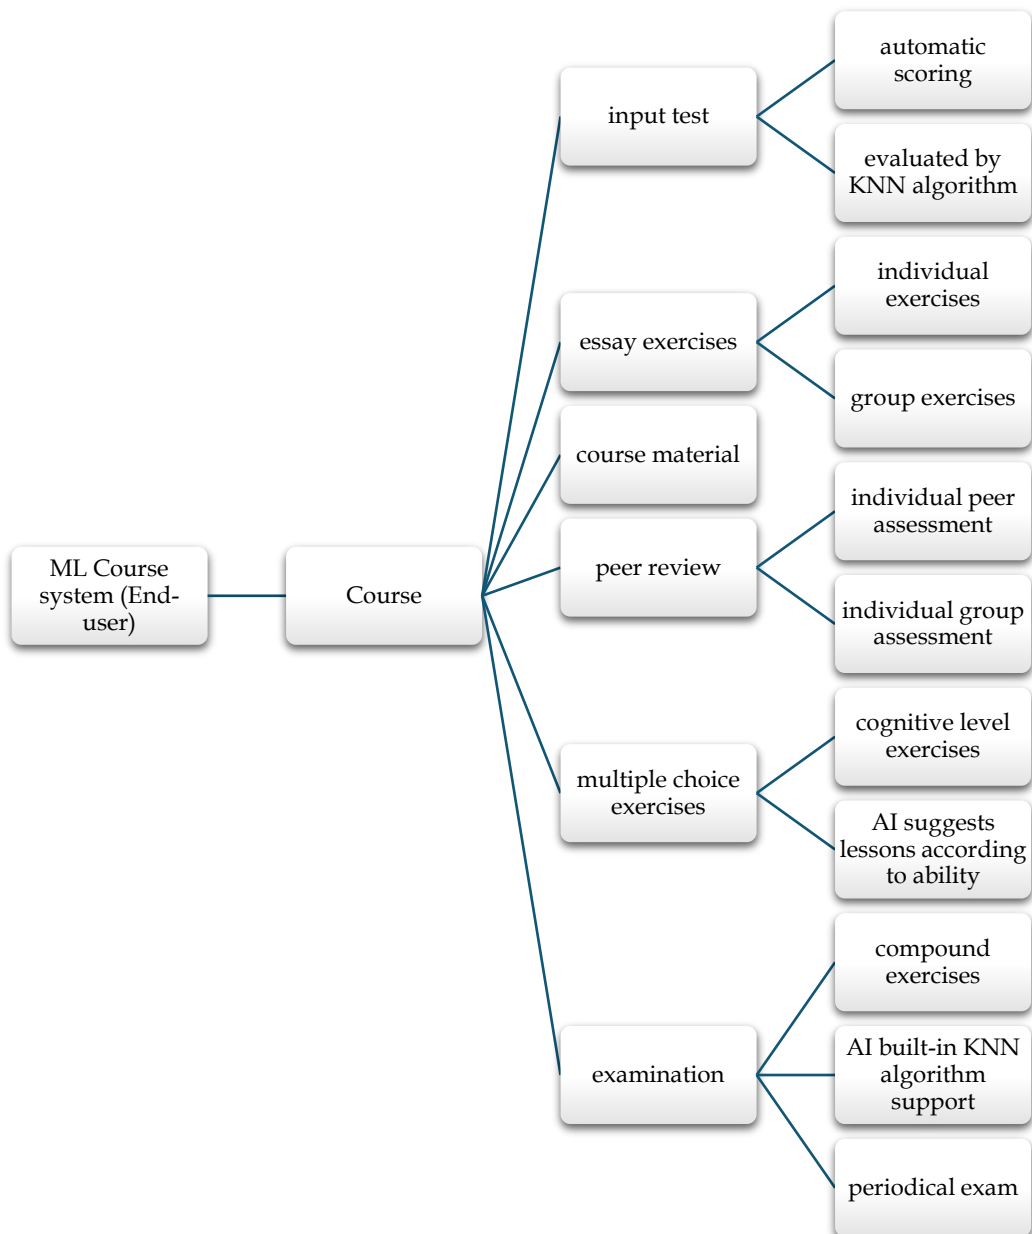 ML Course
system (End-
user)
Course
input test
automatic
scoring
evaluated by
KNN algorithm
essay exercises
individual
exercises
group exercises
course material
peer review
individual peer
assessment
individual group
assessment
multiple choice
exercises
cognitive level
exercises
AI suggests
lessons according
to ability
examination
compound
exercises
AI built-in KNN
algorithm
support
periodical exam